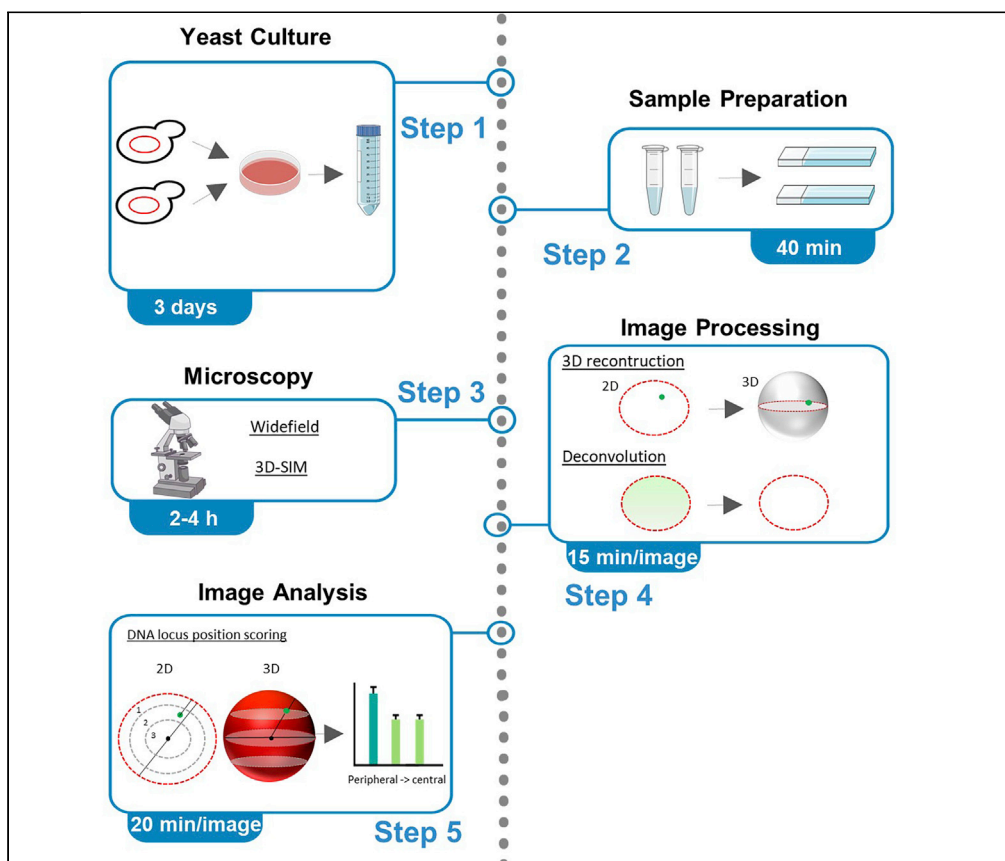 Yeast Culture
Step 1
3 days
Sample Preparation
Step 2
40 min
Microscopy
Step 3
Widefield
3D-SIM
2-4 h
Image Processing
3D recontruction
2D
3D
Deconvolution
15 min/image
Step 4
Image Analysis
DNA locus position scoring
2D
3D
1
2
3
Peripheral -> central
20 min/image
Step 5